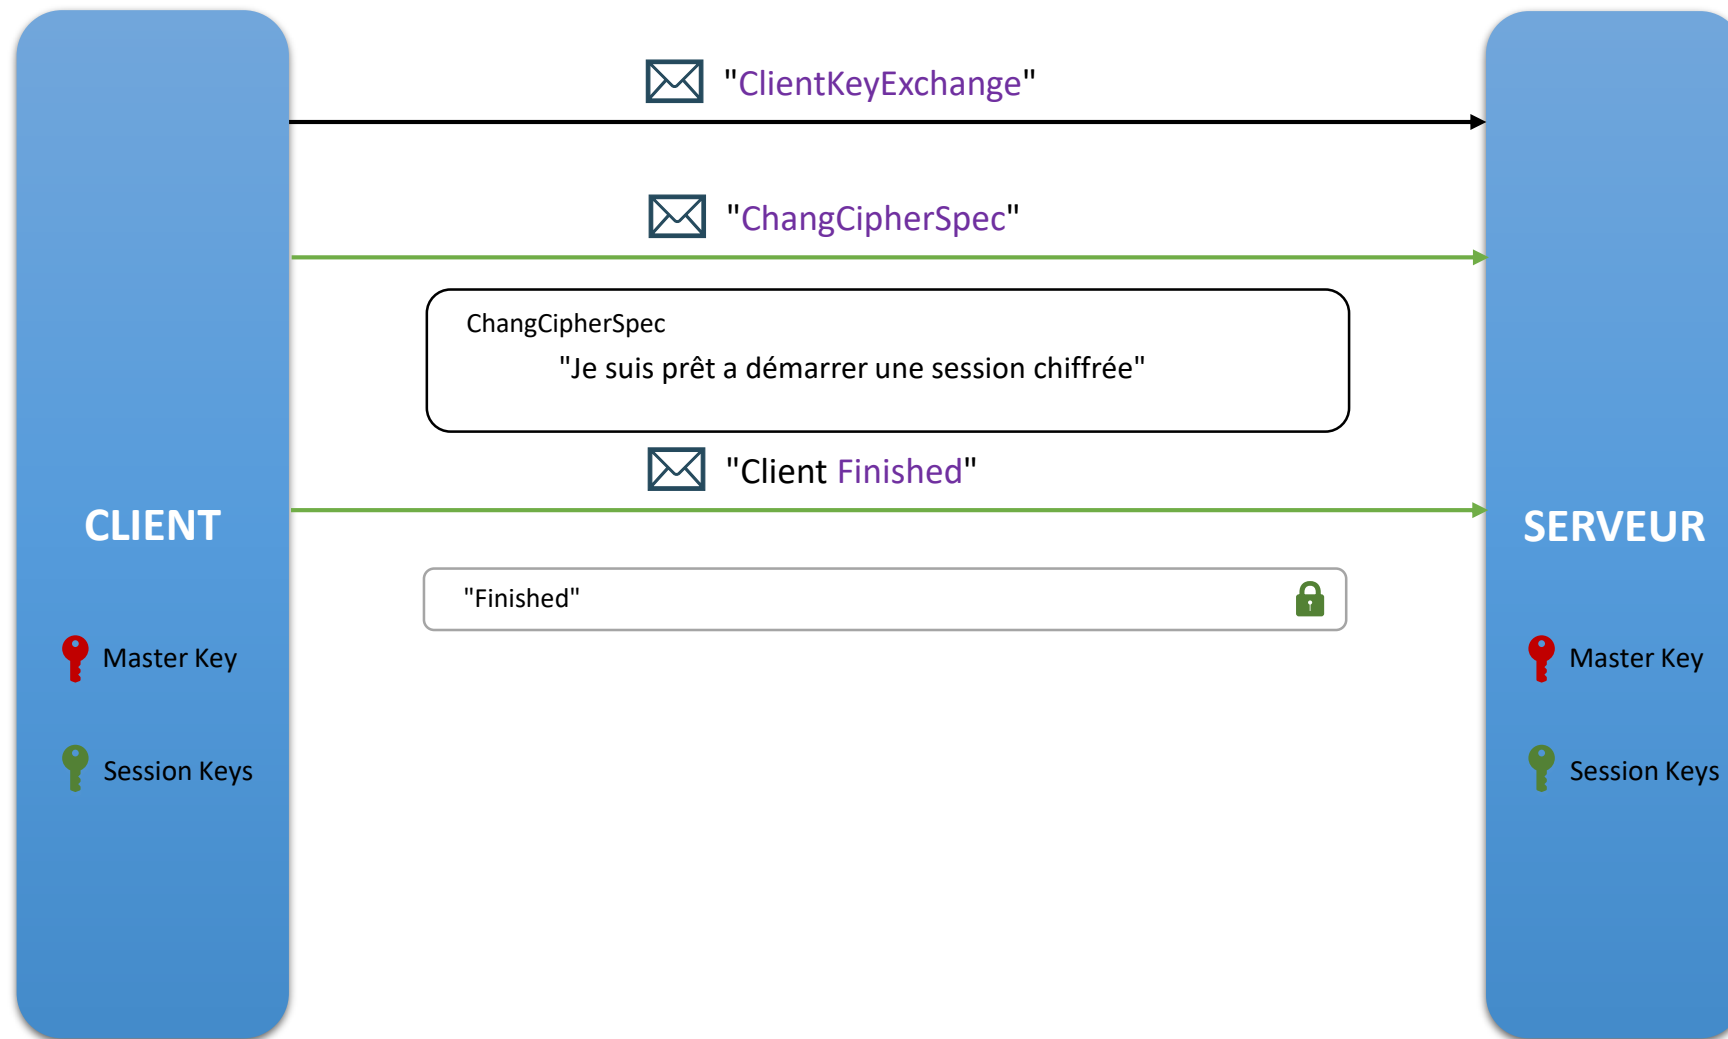 "ClientKeyExchange"
"ChangCipherSpec"
ChangCipherSpec
"Je suis prêt a démarrer une session chiffrée"
"Client Finished"
CLIENT
SERVEUR
"Finished"
Master Key
Master Key
Session Keys
Session Keys